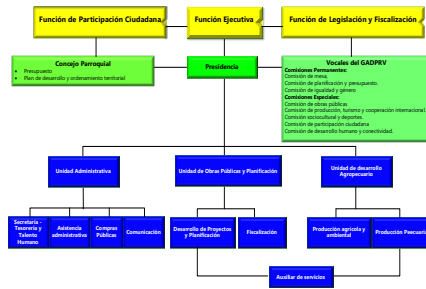 Función de Participación Ciudadana
Función Ejecutiva
Función de Legislación y Fiscalización
Concejo Parroquial
• Presupuesto
• Plan de desarrollo y ordenamiento territorial
Presidencia
Vocales del GADPRV
Comisiones Permanentes:
Comisión de mesa.
Comisión de planificación y presupuesto.
Comisión de igualdad y género
Comisiones Especiales:
Comisión de obras públicas
Comisión de producción, turismo y cooperación internacional.
Comisión sociocultural y deportes.
Comisión de participación ciudadana
Comisión de desarrollo humano y conectividad.
Unidad Administrativa
Unidad de Obras Públicas y Planificación
Unidad de desarrollo
Agropecuario
Secretaría -
Tesorería y
Talento
Humano
Asistencia
administrativa
Compras
Públicas
Comunicación
Desarrollo de Proyectos
y Planificación
Fiscalización
Producción agrícola y
ambiental
Producción Pecuaria
Auxiliar de servicios